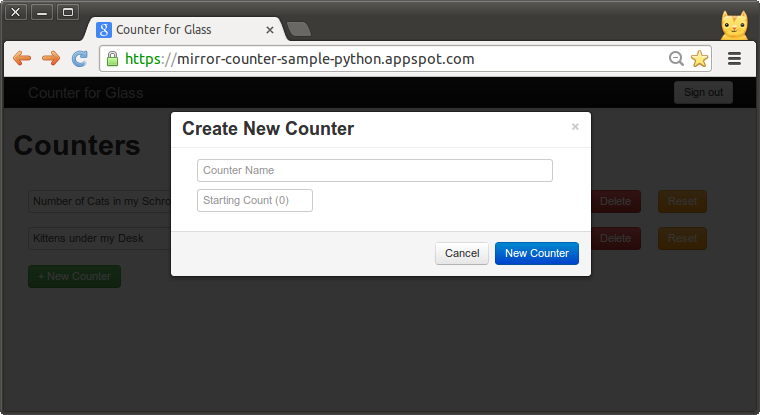 Counter for Glass
https://mirror-counter-sample-python.appspot.com
Counter for Glass
Sign out
Create New Counter
×
Counters
Counter Name
Number of Cats in my Schro
Delete
Reset
Starting Count (0)
Kittens under my Desk
Delete
Reset
Cancel
New Counter
+ New Counter